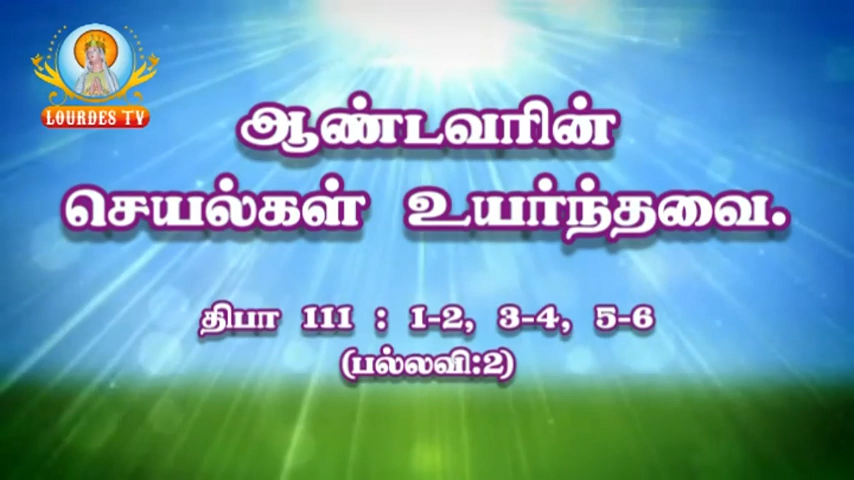 LOURDES TV
ஆண்டவரின்
செயல்கள் உயர்ந்தவை.
திபா 111 : 1-2, 3-4, 5-6
(பல்லவி:2)